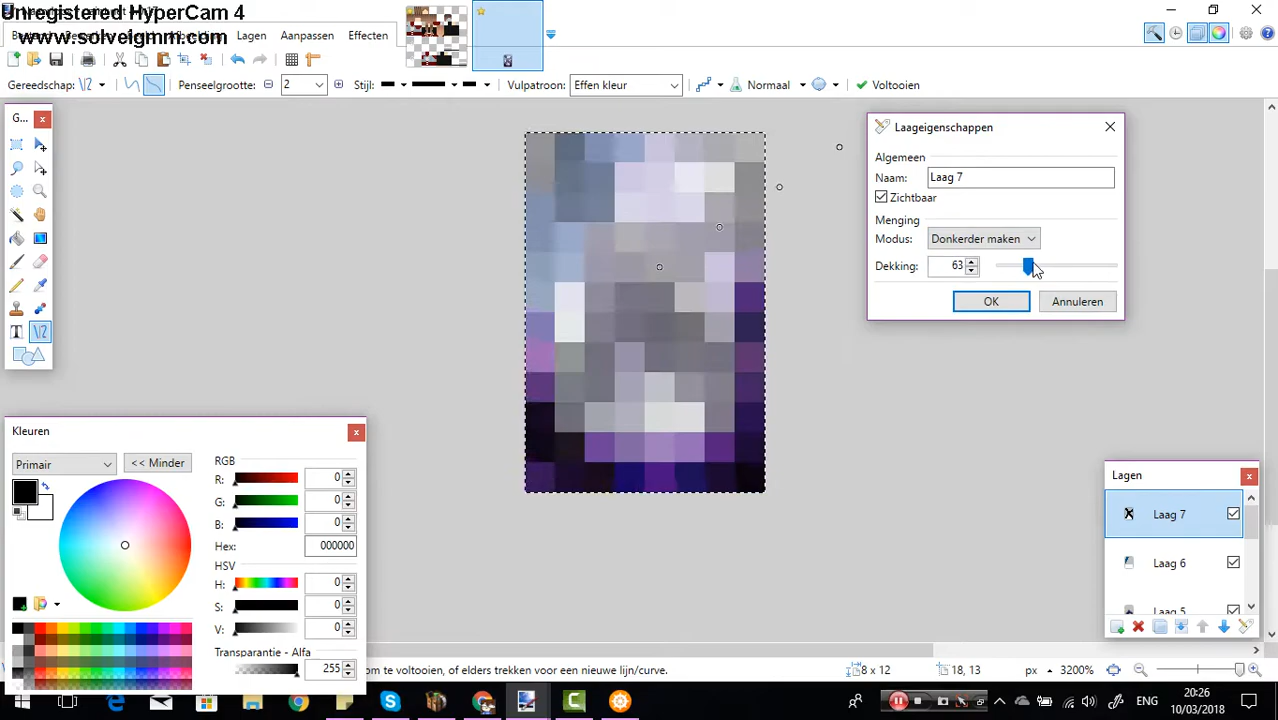 Unregistered HyperCam 4
www.solveigmm.com
Lagen Aanpassen Effecten
Gereedschap: Penseelgrootte: 2 Stijl: Vulpatroon: Effen kleur Normaal Voltooien
G...
Laageigenschappen
Algemeen
Naam: Laag 7
Zichtbaar
Menging
Modus: Donkerder maken
Dekking: 63
OK Annuleren
Kleuren
Primair << Minder
RGB
R: 0
G: 0
B: 0
Hex: 000000
HSV
H: 0
S: 0
V: 0
Transparantie - Alfa
255
Lagen
Laag 7
Laag 6
Laag 5
om te voltooien, of elders trekken voor een nieuwe lijn/curve. 8 x 12 18, 13 px 3200%
ENG 20:26
10/03/2018